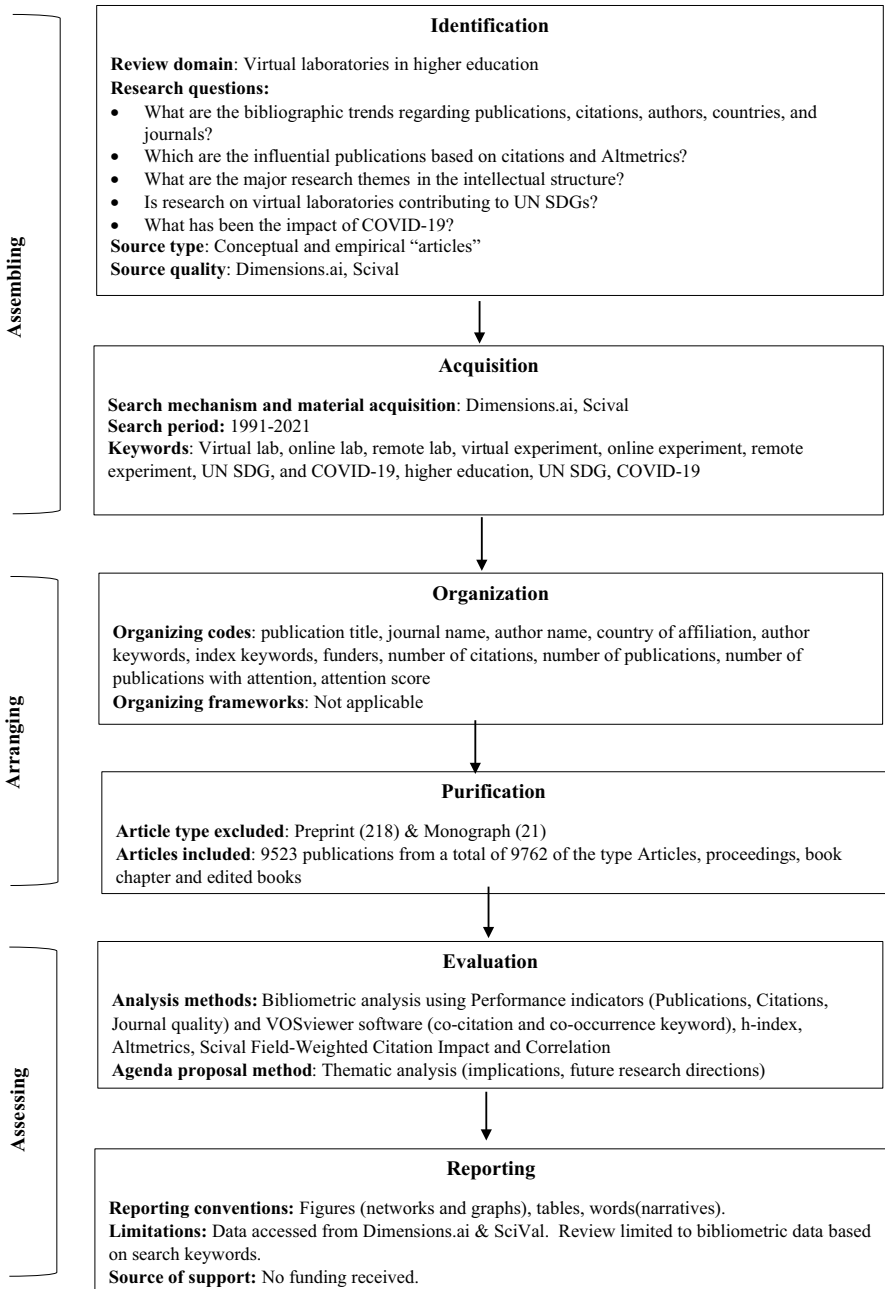 Assembling
Identification
Review domain: Virtual laboratories in higher education
Research questions:
• What are the bibliographic trends regarding publications, citations, authors, countries, and
journals?
• Which are the influential publications based on citations and Altmetrics?
• What are the major research themes in the intellectual structure?
• Is research on virtual laboratories contributing to UN SDGs?
• What has been the impact of COVID-19?
Source type: Conceptual and empirical “articles”
Source quality: Dimensions.ai, Scival
Acquisition
Search mechanism and material acquisition: Dimensions.ai, Scival
Search period: 1991-2021
Keywords: Virtual lab, online lab, remote lab, virtual experiment, online experiment, remote
experiment, UN SDG, and COVID-19, higher education, UN SDG, COVID-19
Arranging
Organization
Organizing codes: publication title, journal name, author name, country of affiliation, author
keywords, index keywords, funders, number of citations, number of publications, number of
publications with attention, attention score
Organizing frameworks: Not applicable
Purification
Article type excluded: Preprint (218) & Monograph (21)
Articles included: 9523 publications from a total of 9762 of the type Articles, proceedings, book
chapter and edited books
Assessing
Evaluation
Analysis methods: Bibliometric analysis using Performance indicators (Publications, Citations,
Journal quality) and VOSviewer software (co-citation and co-occurrence keyword), h-index,
Altmetrics, Scival Field-Weighted Citation Impact and Correlation
Agenda proposal method: Thematic analysis (implications, future research directions)
Reporting
Reporting conventions: Figures (networks and graphs), tables, words(narratives).
Limitations: Data accessed from Dimensions.ai & SciVal. Review limited to bibliometric data based
on search keywords.
Source of support: No funding received.